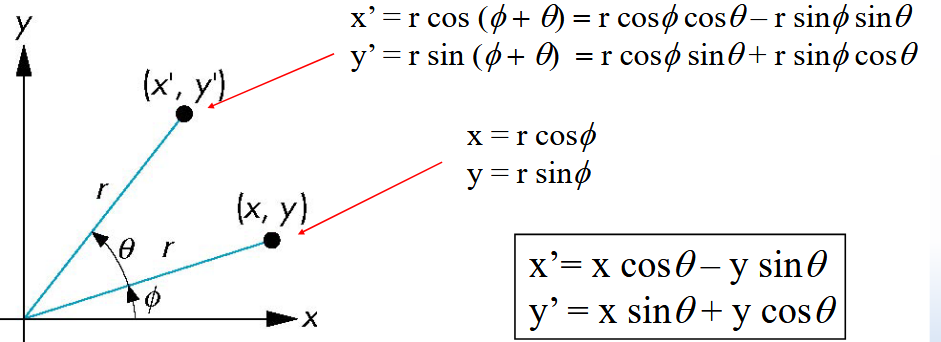 x’ = r cos (ϕ + θ) = r cosϕ cosθ – r sinϕ sinθ
y’ = r sin (ϕ + θ) = r cosϕ sinθ + r sinϕ cosθ
y
(x', y')
x = r cosϕ
y = r sinϕ
r
(x, y)
θ
r
ϕ
x
x’= x cosθ – y sinθ
y’ = x sinθ + y cosθ